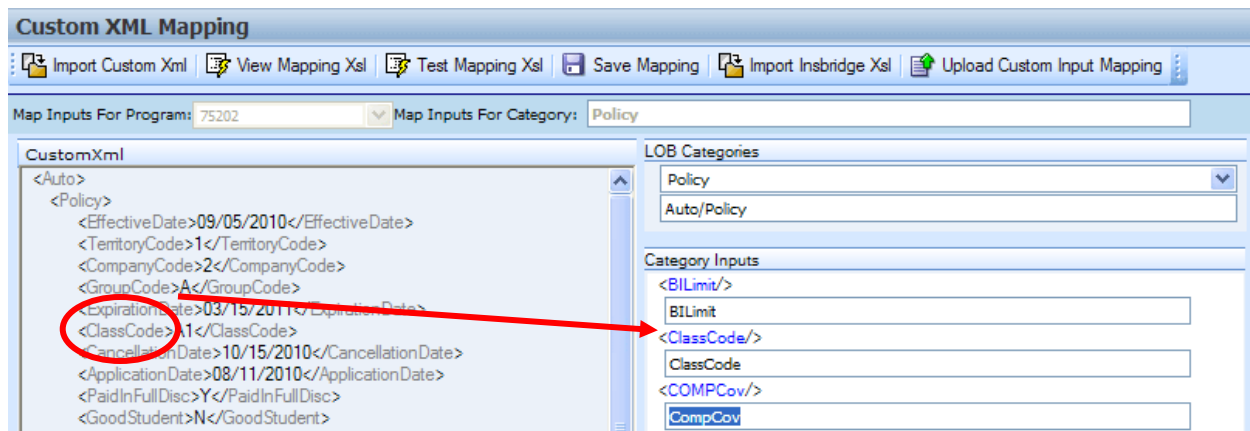 Custom XML Mapping
Import Custom Xml View Mapping Xsl Test Mapping Xsl Save Mapping Import Insbridge Xsl Upload Custom Input Mapping
Map Inputs For Program: 75202 Map Inputs For Category: Policy
CustomXml
<Auto>
<Policy>
<EffectiveDate>09/05/2010</EffectiveDate>
<TerritoryCode>1</TerritoryCode>
<CompanyCode>2</CompanyCode>
<GroupCode>A</GroupCode>
<ExpirationDate>03/15/2011</ExpirationDate>
<ClassCode>A1</ClassCode>
<CancellationDate>10/15/2010</CancellationDate>
<ApplicationDate>08/11/2010</ApplicationDate>
<PaidInFullDisc>Y</PaidInFullDisc>
<GoodStudent>N</GoodStudent>
LOB Categories
Policy
Auto/Policy
Category Inputs
<BILimit/>
BILimit
<ClassCode/>
ClassCode
<COMPCov/>
CompCov